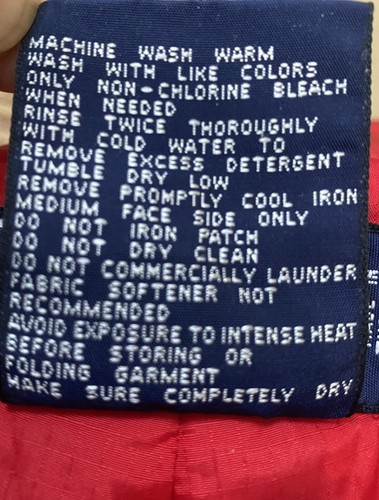 MACHINE WASH WARM
WASH WITH LIKE COLORS
ONLY NON-CHLORINE BLEACH
WHEN NEEDED
RINSE TWICE THOROUGHLY
WITH COLD WATER TO
REMOVE EXCESS DETERGENT
TUMBLE DRY LOW
REMOVE PROMPTLY COOL IRON
MEDIUM FACE SIDE ONLY
DO NOT IRON PATCH
DO NOT DRY CLEAN
DO NOT COMMERCIALLY LAUNDER
FABRIC SOFTENER NOT
RECOMMENDED
AVOID EXPOSURE TO INTENSE HEAT
BEFORE STORING OR
FOLDING GARMENT
MAKE SURE COMPLETELY DRY